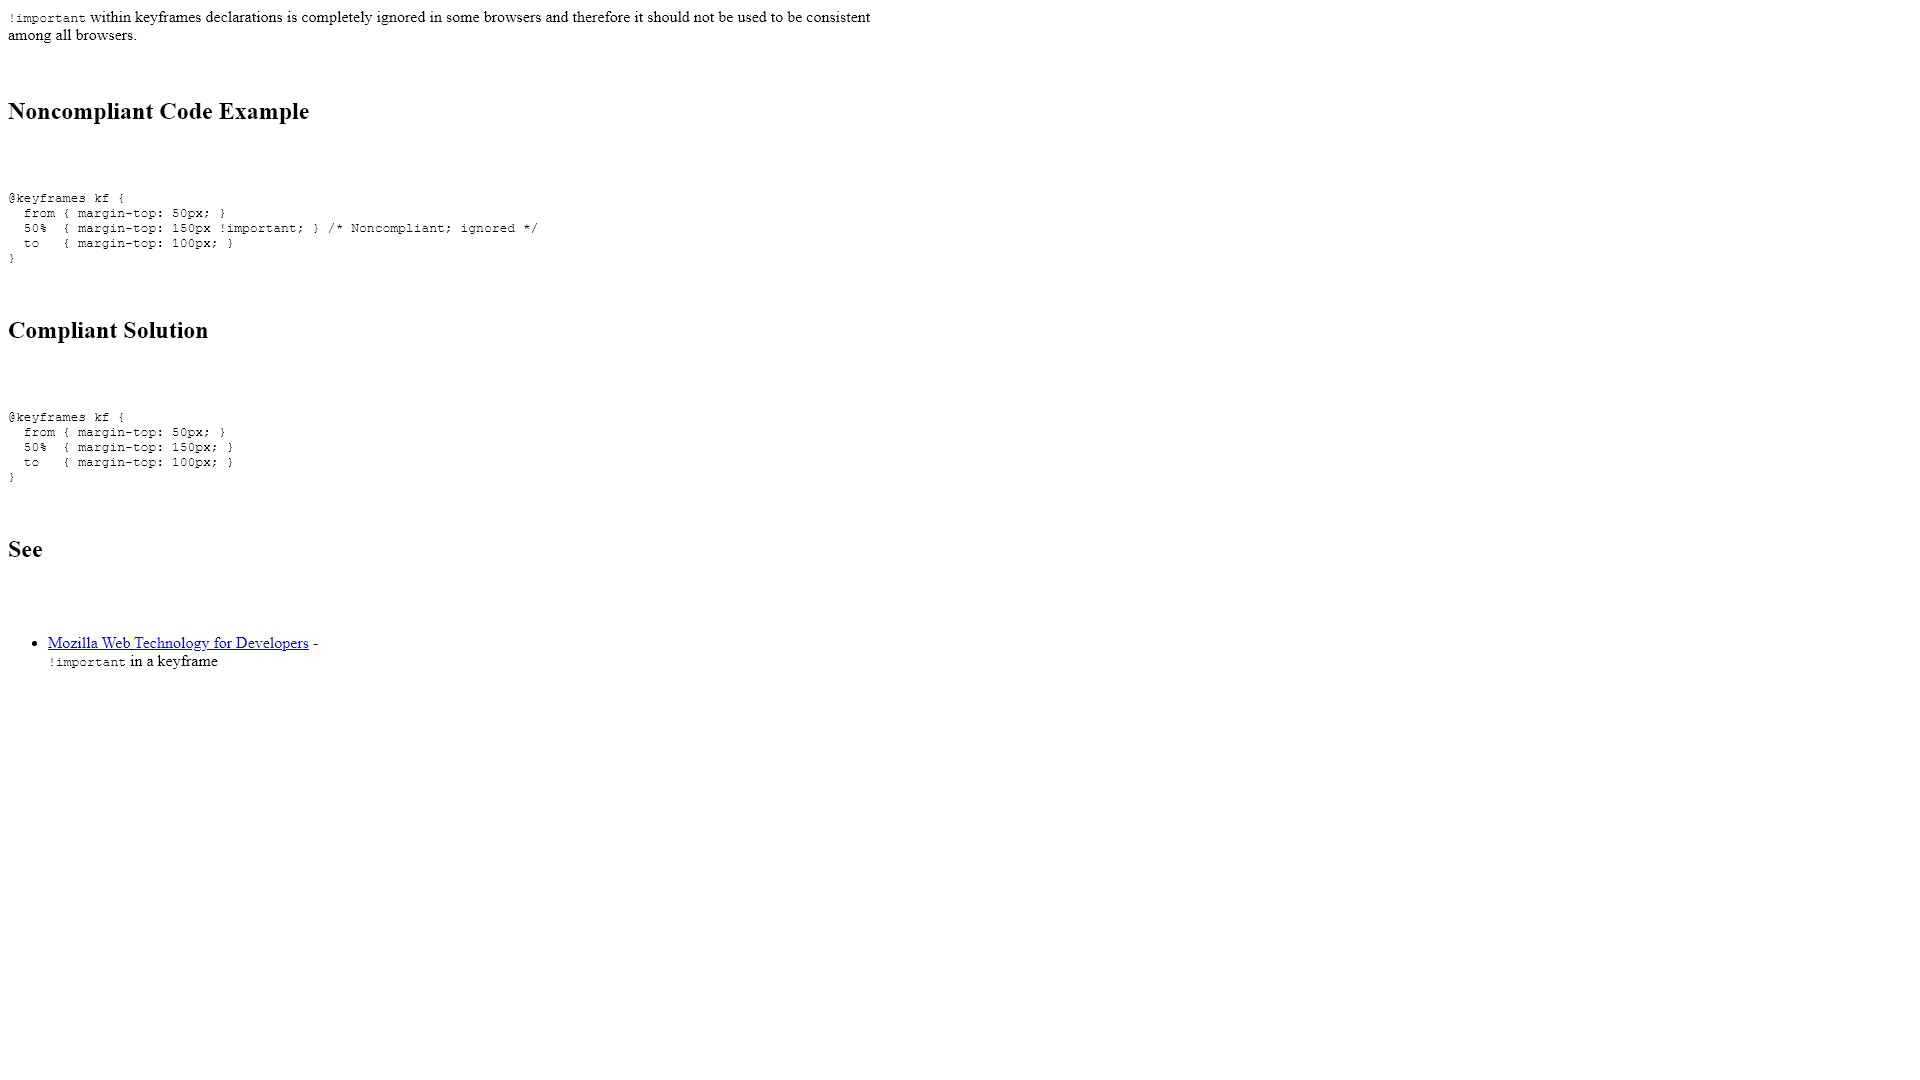 !important within keyframes declarations is completely ignored in some browsers and therefore it should not be used to be consistent
among all browsers.
Noncompliant Code Example
@keyframes kf {
  from { margin-top: 50px; }
  50%  { margin-top: 150px !important; } /* Noncompliant; ignored */
  to   { margin-top: 100px; }
}
Compliant Solution
@keyframes kf {
  from { margin-top: 50px; }
  50%  { margin-top: 150px; }
  to   { margin-top: 100px; }
}
See
• Mozilla Web Technology for Developers -
!important in a keyframe